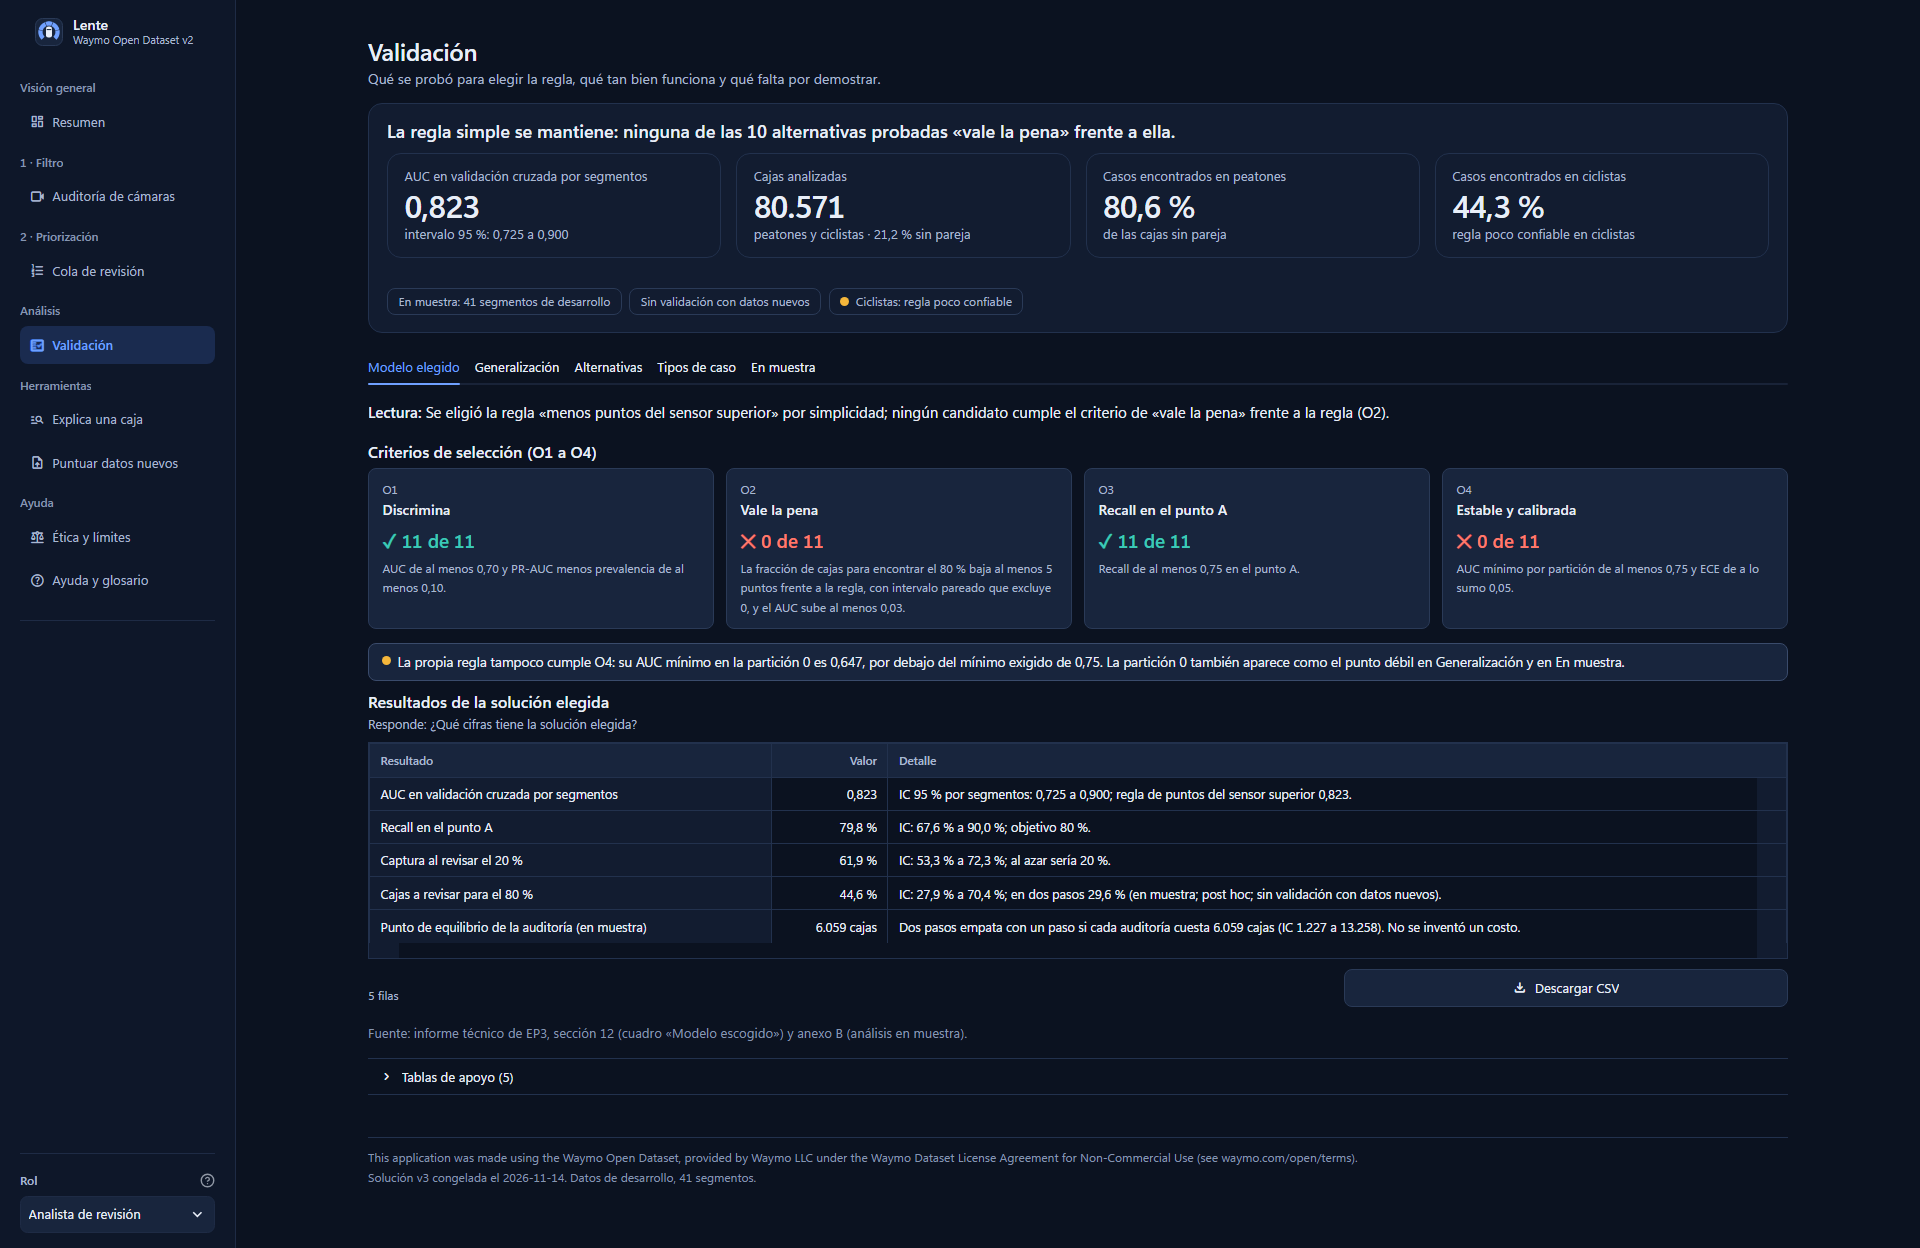 Lente
Waymo Open Dataset v2
Visión general
Resumen
1 · Filtro
Auditoría de cámaras
2 · Priorización
Cola de revisión
Análisis
Validación
Herramientas
Explica una caja
Puntuar datos nuevos
Ayuda
Ética y límites
Ayuda y glosario
Rol
Analista de revisión
Validación
Qué se probó para elegir la regla, qué tan bien funciona y qué falta por demostrar.
La regla simple se mantiene: ninguna de las 10 alternativas probadas «vale la pena» frente a ella.
AUC en validación cruzada por segmentos
0,823
intervalo 95 %: 0,725 a 0,900
Cajas analizadas
80.571
peatones y ciclistas · 21,2 % sin pareja
Casos encontrados en peatones
80,6 %
de las cajas sin pareja
Casos encontrados en ciclistas
44,3 %
regla poco confiable en ciclistas
En muestra: 41 segmentos de desarrollo
Sin validación con datos nuevos
Ciclistas: regla poco confiable
Modelo elegido Generalización Alternativas Tipos de caso En muestra
Lectura: Se eligió la regla «menos puntos del sensor superior» por simplicidad; ningún candidato cumple el criterio de «vale la pena» frente a la regla (O2).
Criterios de selección (O1 a O4)
O1
Discrimina
11 de 11
AUC de al menos 0,70 y PR-AUC menos prevalencia de al
menos 0,10.
O2
Vale la pena
0 de 11
La fracción de cajas para encontrar el 80 % baja al menos 5
puntos frente a la regla, con intervalo pareado que excluye
0, y el AUC sube al menos 0,03.
O3
Recall en el punto A
11 de 11
Recall de al menos 0,75 en el punto A.
O4
Estable y calibrada
0 de 11
AUC mínimo por partición de al menos 0,75 y ECE de a lo
sumo 0,05.
La propia regla tampoco cumple O4: su AUC mínimo en la partición 0 es 0,647, por debajo del mínimo exigido de 0,75. La partición 0 también aparece como el punto débil en Generalización y en En muestra.
Resultados de la solución elegida
Responde: ¿Qué cifras tiene la solución elegida?
Resultado Valor Detalle
AUC en validación cruzada por segmentos 0,823 IC 95 % por segmentos: 0,725 a 0,900; regla de puntos del sensor superior 0,823.
Recall en el punto A 79,8 % IC: 67,6 % a 90,0 %; objetivo 80 %.
Captura al revisar el 20 % 61,9 % IC: 53,3 % a 72,3 %; al azar sería 20 %.
Cajas a revisar para el 80 % 44,6 % IC: 27,9 % a 70,4 %; en dos pasos 29,6 % (en muestra; post hoc; sin validación con datos nuevos).
Punto de equilibrio de la auditoría (en muestra) 6.059 cajas Dos pasos empata con un paso si cada auditoría cuesta 6.059 cajas (IC 1.227 a 13.258). No se inventó un costo.
5 filas
Descargar CSV
Fuente: informe técnico de EP3, sección 12 (cuadro «Modelo escogido») y anexo B (análisis en muestra).
Tablas de apoyo (5)
This application was made using the Waymo Open Dataset, provided by Waymo LLC under the Waymo Dataset License Agreement for Non-Commercial Use (see waymo.com/open/terms).
Solución v3 congelada el 2026-11-14. Datos de desarrollo, 41 segmentos.